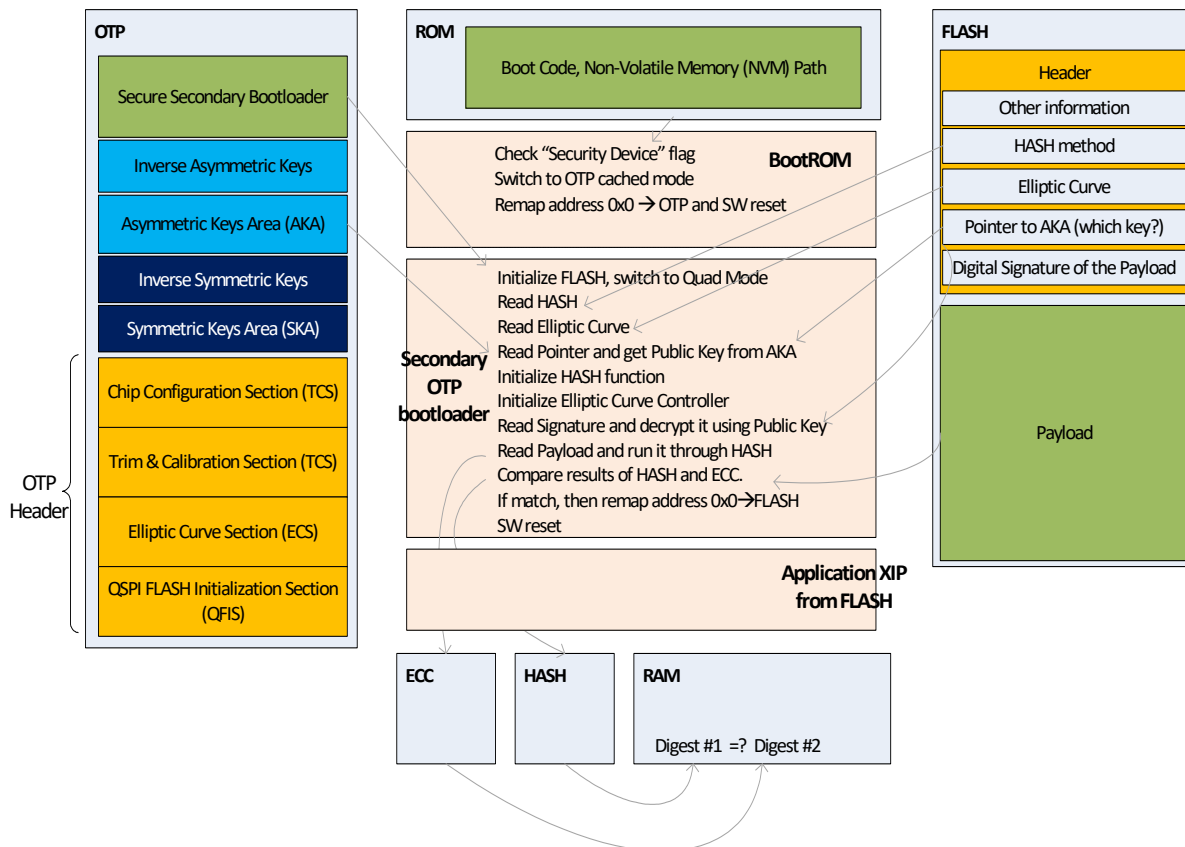 OTP
Secure Secondary Bootloader
Inverse Asymmetric Keys
Asymmetric Keys Area (AKA)
Inverse Symmetric Keys
Symmetric Keys Area (SKA)
Chip Configuration Section (TCS)
Trim & Calibration Section (TCS)
Elliptic Curve Section (ECS)
QSPI FLASH Initialization Section
(QFIS)
OTP
Header
ROM
Boot Code, Non-Volatile Memory (NVM) Path
Check “Security Device” flag
Switch to OTP cached mode
Remap address 0x0 → OTP and SW reset
BootROM
Initialize FLASH, switch to Quad Mode
Read HASH
Read Elliptic Curve
Read Pointer and get Public Key from AKA
Initialize HASH function
Initialize Elliptic Curve Controller
Read Signature and decrypt it using Public Key
Read Payload and run it through HASH
Compare results of HASH and ECC.
If match, then remap address 0x0→FLASH
SW reset
Secondary
OTP
bootloader
Application XIP
from FLASH
ECC
HASH
RAM
Digest #1 =? Digest #2
FLASH
Header
Other information
HASH method
Elliptic Curve
Pointer to AKA (which key?)
Digital Signature of the Payload
Payload